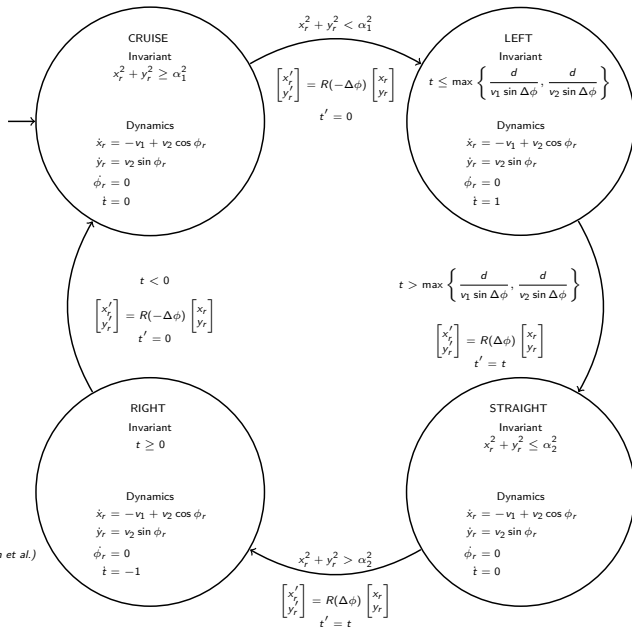 CRUISE
Invariant
x_r^2 + y_r^2 ≥ α_1^2
Dynamics
ẋ_r = −v_1 + v_2 cos ϕ_r
ẏ_r = v_2 sin ϕ_r
ϕ̇_r = 0
ṫ = 0
x_r^2 + y_r^2 < α_1^2
[x_r′ y_r′] = R(−Δϕ) [x_r y_r]
t′ = 0
LEFT
Invariant
t ≤ max { d / (v_1 sin Δϕ) , d / (v_2 sin Δϕ) }
Dynamics
ẋ_r = −v_1 + v_2 cos ϕ_r
ẏ_r = v_2 sin ϕ_r
ϕ̇_r = 0
ṫ = 1
t > max { d / (v_1 sin Δϕ) , d / (v_2 sin Δϕ) }
[x_r′ y_r′] = R(Δϕ) [x_r y_r]
t′ = t
STRAIGHT
Invariant
x_r^2 + y_r^2 ≤ α_2^2
Dynamics
ẋ_r = −v_1 + v_2 cos ϕ_r
ẏ_r = v_2 sin ϕ_r
ϕ̇_r = 0
ṫ = 0
x_r^2 + y_r^2 > α_2^2
[x_r′ y_r′] = R(Δϕ) [x_r y_r]
t′ = t
RIGHT
Invariant
t ≥ 0
Dynamics
ẋ_r = −v_1 + v_2 cos ϕ_r
ẏ_r = v_2 sin ϕ_r
ϕ̇_r = 0
ṫ = −1
t < 0
[x_r′ y_r′] = R(−Δϕ) [x_r y_r]
t′ = 0
et al.)